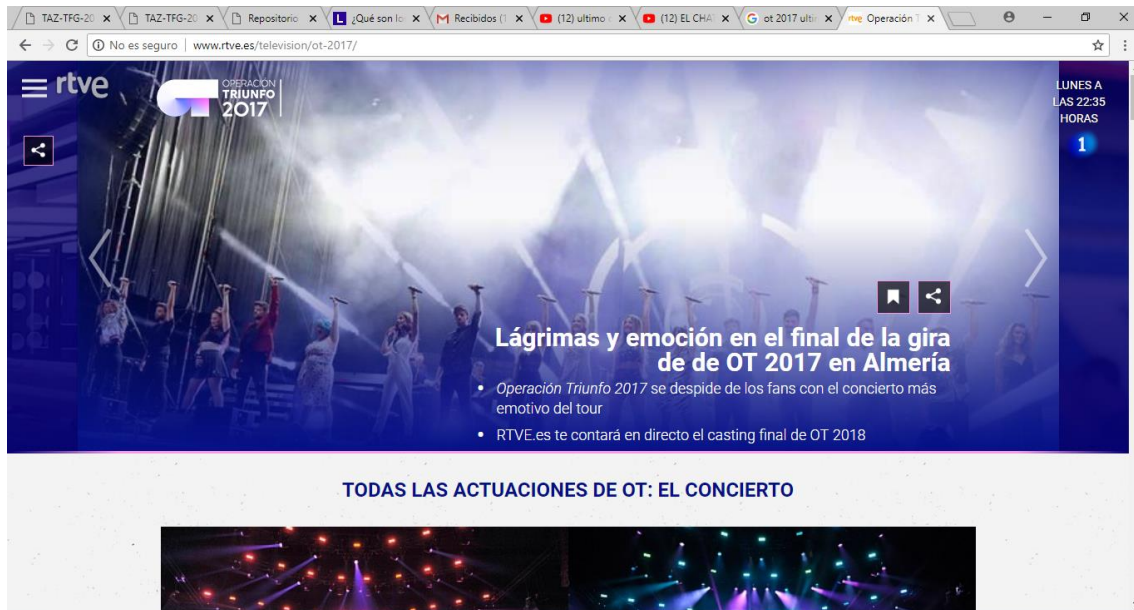 TAZ-TFG-20
TAZ-TFG-20
Repositorio
¿Qué son lo
Recibidos (1
(12) ultimo c
(12) EL CHA
ot 2017 ulti
Operación T
No es seguro | www.rtve.es/television/ot-2017/
rtve
OPERACIÓN
TRIUNFO
2017
LUNES A
LAS 22:35
HORAS
1
Lágrimas y emoción en el final de la gira
de de OT 2017 en Almería
• Operación Triunfo 2017 se despide de los fans con el concierto más
emotivo del tour
• RTVE.es te contará en directo el casting final de OT 2018
TODAS LAS ACTUACIONES DE OT: EL CONCIERTO